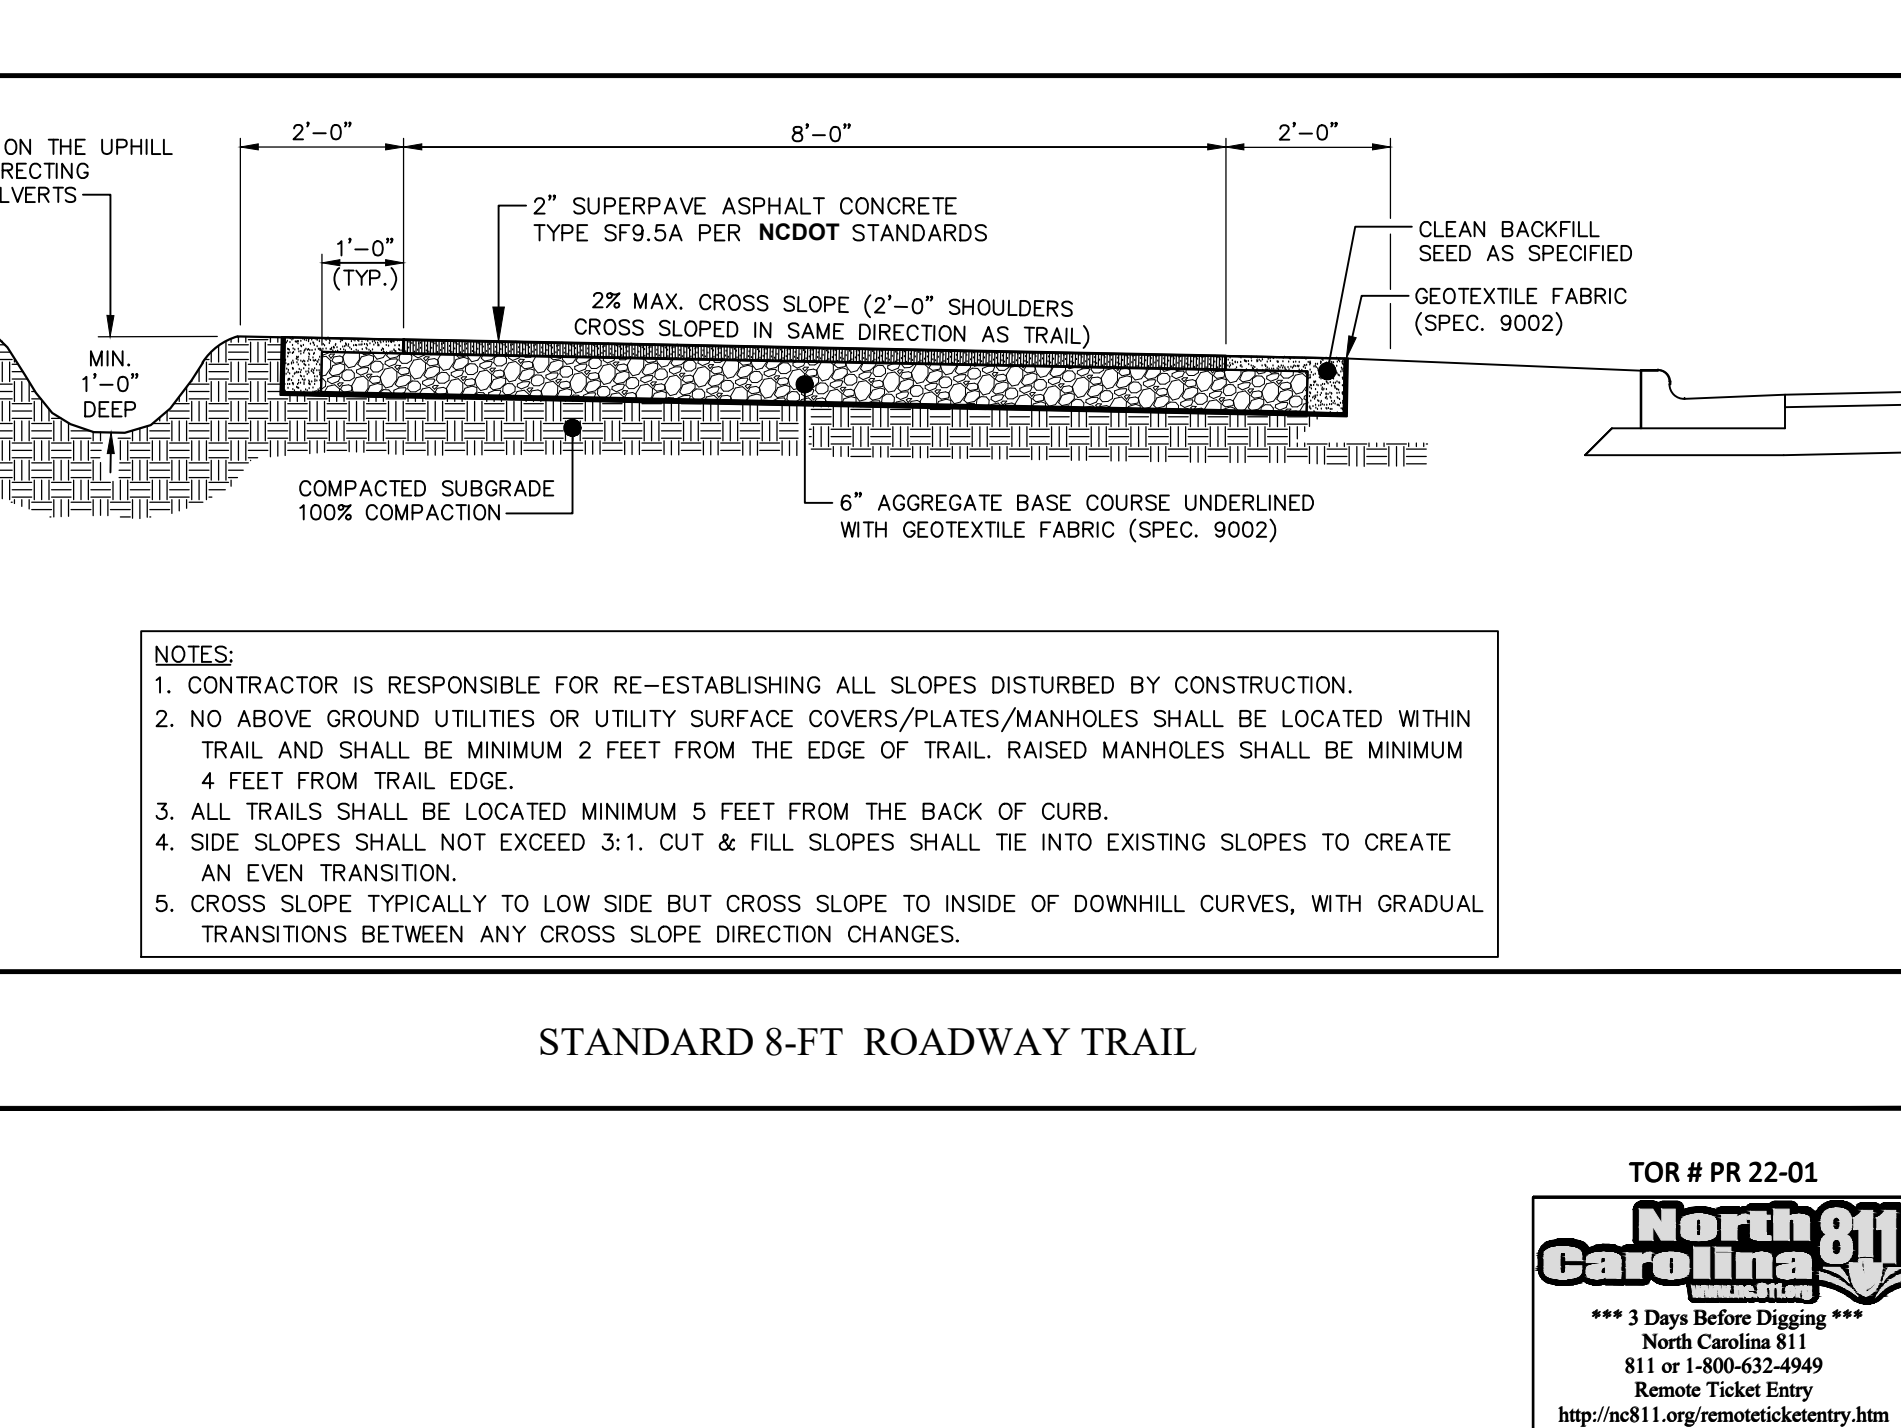 2'-0"
8'-0"
2'-0"
ON THE UPHILL
RECTING
LVERTS
2" SUPERPAVE ASPHALT CONCRETE
TYPE SF9.5A PER NCDOT STANDARDS
CLEAN BACKFILL
SEED AS SPECIFIED
1'-0"
(TYP.)
GEOTEXTILE FABRIC
(SPEC. 9002)
2% MAX. CROSS SLOPE (2'-0" SHOULDERS
CROSS SLOPED IN SAME DIRECTION AS TRAIL)
MIN.
1'-0"
DEEP
COMPACTED SUBGRADE
100% COMPACTION
6" AGGREGATE BASE COURSE UNDERLINED
WITH GEOTEXTILE FABRIC (SPEC. 9002)
NOTES:
1. CONTRACTOR IS RESPONSIBLE FOR RE-ESTABLISHING ALL SLOPES DISTURBED BY CONSTRUCTION.
2. NO ABOVE GROUND UTILITIES OR UTILITY SURFACE COVERS/PLATES/MANHOLES SHALL BE LOCATED WITHIN
TRAIL AND SHALL BE MINIMUM 2 FEET FROM THE EDGE OF TRAIL. RAISED MANHOLES SHALL BE MINIMUM
4 FEET FROM TRAIL EDGE.
3. ALL TRAILS SHALL BE LOCATED MINIMUM 5 FEET FROM THE BACK OF CURB.
4. SIDE SLOPES SHALL NOT EXCEED 3:1. CUT & FILL SLOPES SHALL TIE INTO EXISTING SLOPES TO CREATE
AN EVEN TRANSITION.
5. CROSS SLOPE TYPICALLY TO LOW SIDE BUT CROSS SLOPE TO INSIDE OF DOWNHILL CURVES, WITH GRADUAL
TRANSITIONS BETWEEN ANY CROSS SLOPE DIRECTION CHANGES.
STANDARD 8-FT ROADWAY TRAIL
TOR # PR 22-01
North
Carolina 811
www.nc811.org
*** 3 Days Before Digging ***
North Carolina 811
811 or 1-800-632-4949
Remote Ticket Entry
http://nc811.org/remoteticketentry.htm